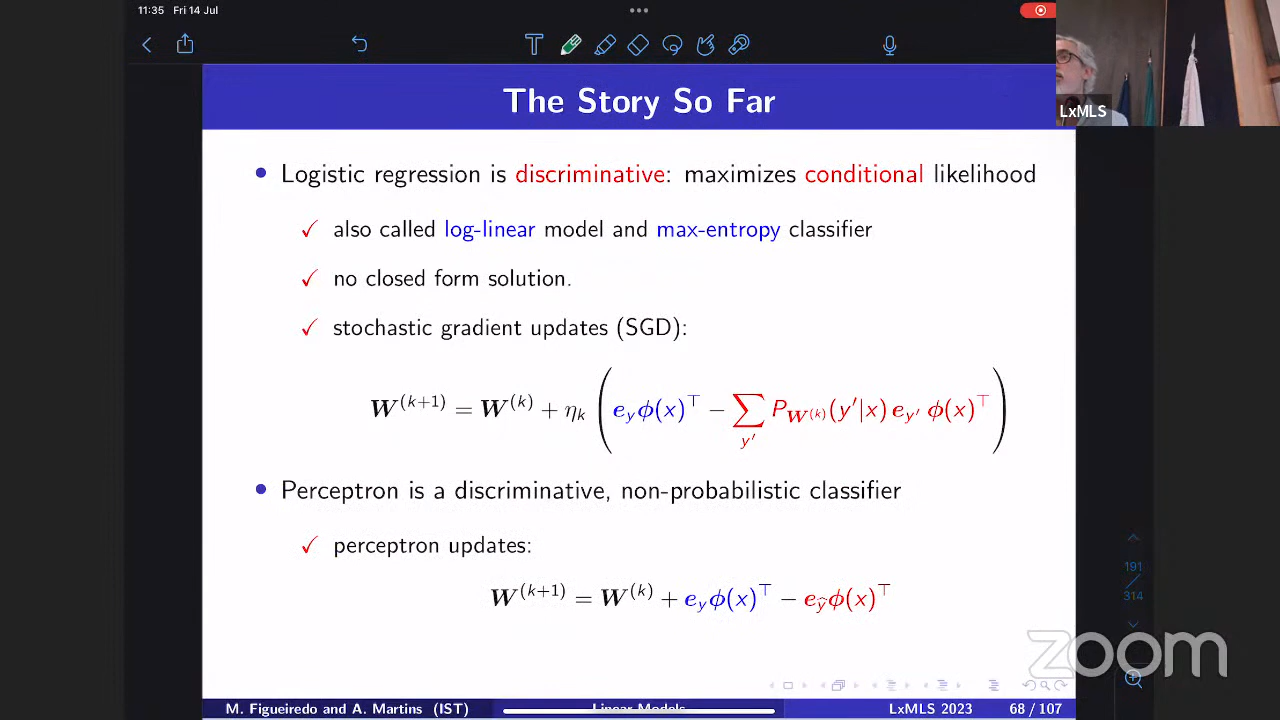 11:35 Fri 14 Jul
LxMLS
The Story So Far
• Logistic regression is discriminative: maximizes conditional likelihood
✓ also called log-linear model and max-entropy classifier
✓ no closed form solution.
✓ stochastic gradient updates (SGD):
W^(k+1) = W^(k) + η_k ( e_y ϕ(x)^⊤ − ∑_{y′} P_{W^(k)}(y′|x) e_{y′} ϕ(x)^⊤ )
• Perceptron is a discriminative, non-probabilistic classifier
✓ perceptron updates:
W^(k+1) = W^(k) + e_y ϕ(x)^⊤ − e_ŷ ϕ(x)^⊤
191
/
314
zoom
M. Figueiredo and A. Martins (IST) Linear Models LxMLS 2023 68 / 107